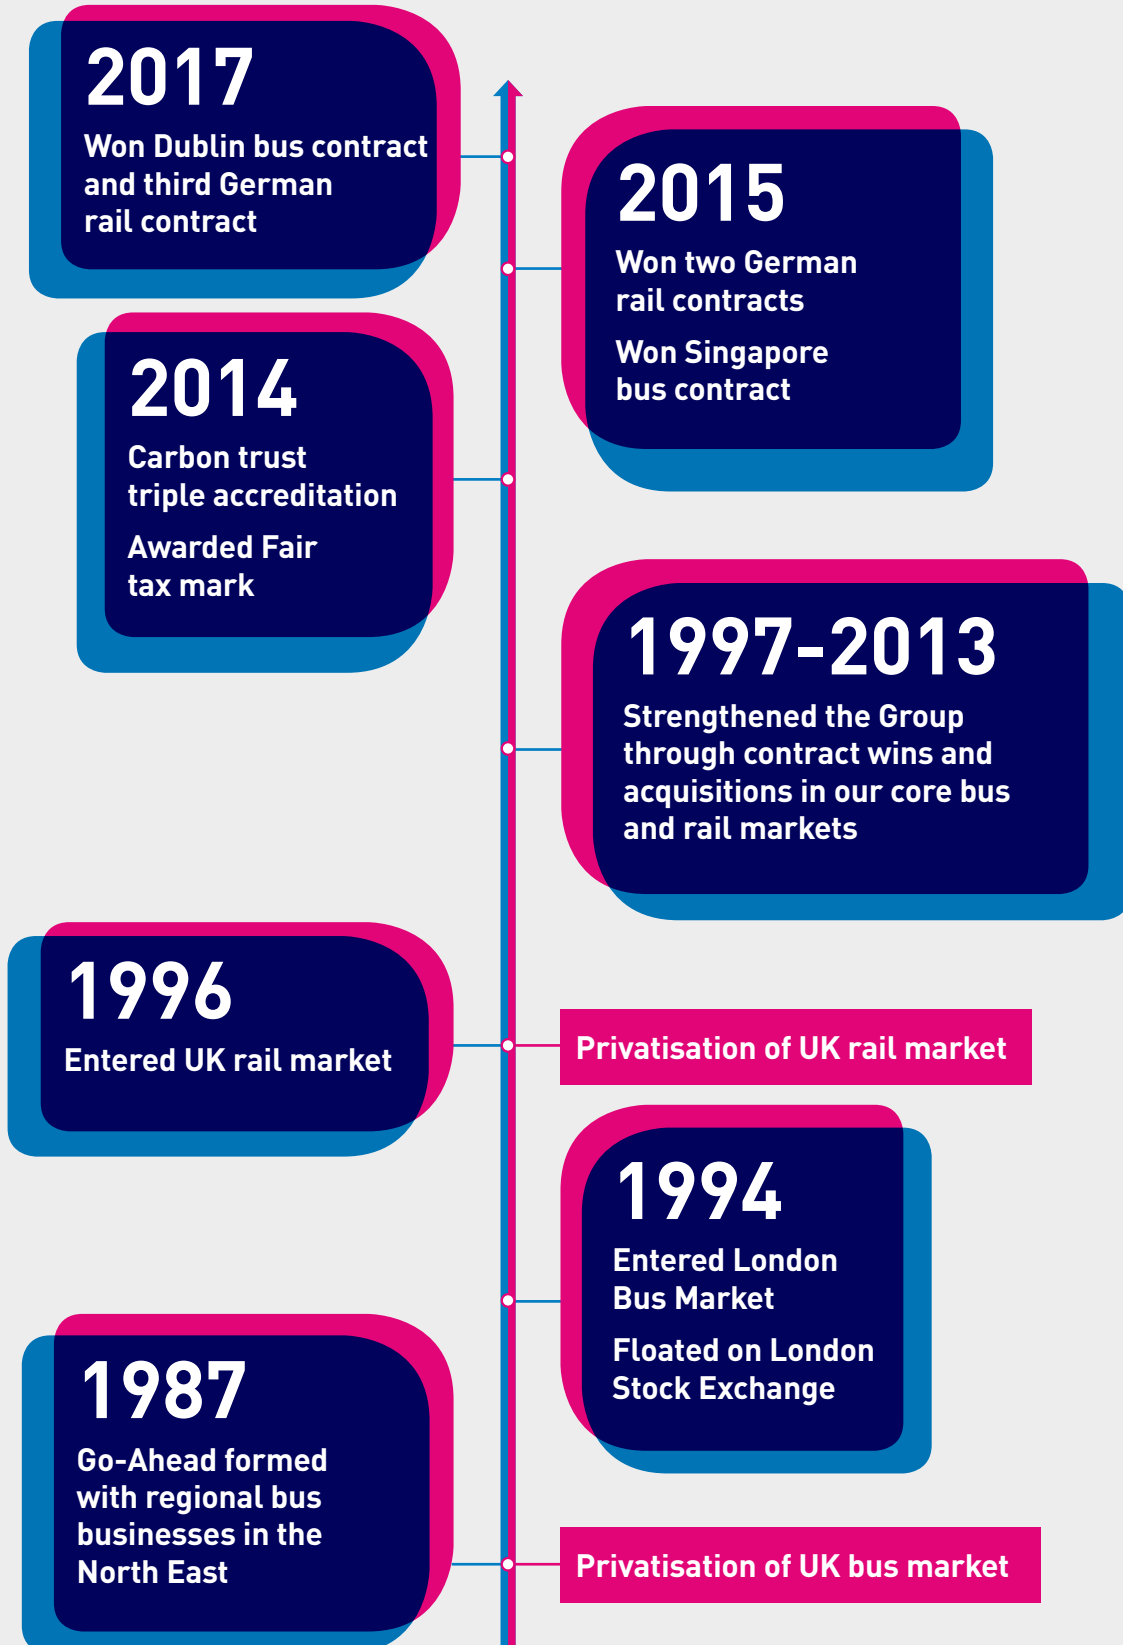 2017
Won Dublin bus contract
and third German
rail contract
2015
Won two German
rail contracts
Won Singapore
bus contract
2014
Carbon trust
triple accreditation
Awarded Fair
tax mark
1997-2013
Strengthened the Group
through contract wins and
acquisitions in our core bus
and rail markets
1996
Entered UK rail market
Privatisation of UK rail market
1994
Entered London
Bus Market
Floated on London
Stock Exchange
1987
Go-Ahead formed
with regional bus
businesses in the
North East
Privatisation of UK bus market